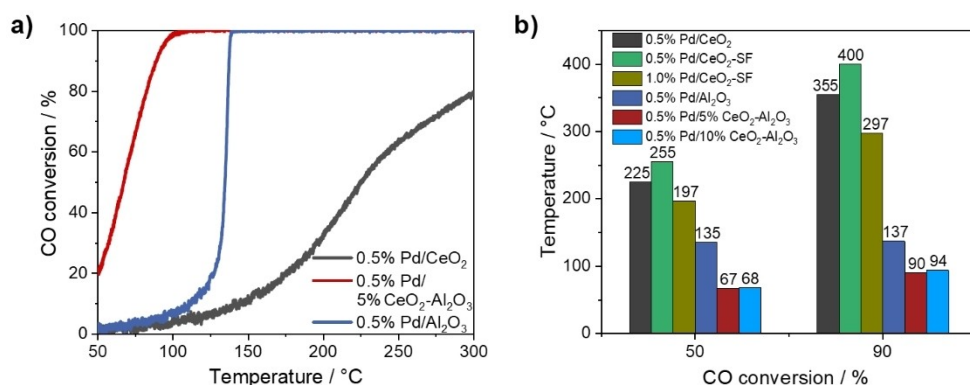 a)
CO conversion / %
100
80
60
40
20
0
50
100
150
200
250
300
Temperature / °C
0.5% Pd/CeO₂
0.5% Pd/
5% CeO₂-Al₂O₃
0.5% Pd/Al₂O₃
b)
Temperature / °C
400
300
200
100
0
0.5% Pd/CeO₂
0.5% Pd/CeO₂-SF
1.0% Pd/CeO₂-SF
0.5% Pd/Al₂O₃
0.5% Pd/5% CeO₂-Al₂O₃
0.5% Pd/10% CeO₂-Al₂O₃
225
255
197
135
67
68
355
400
297
137
90
94
50
90
CO conversion / %